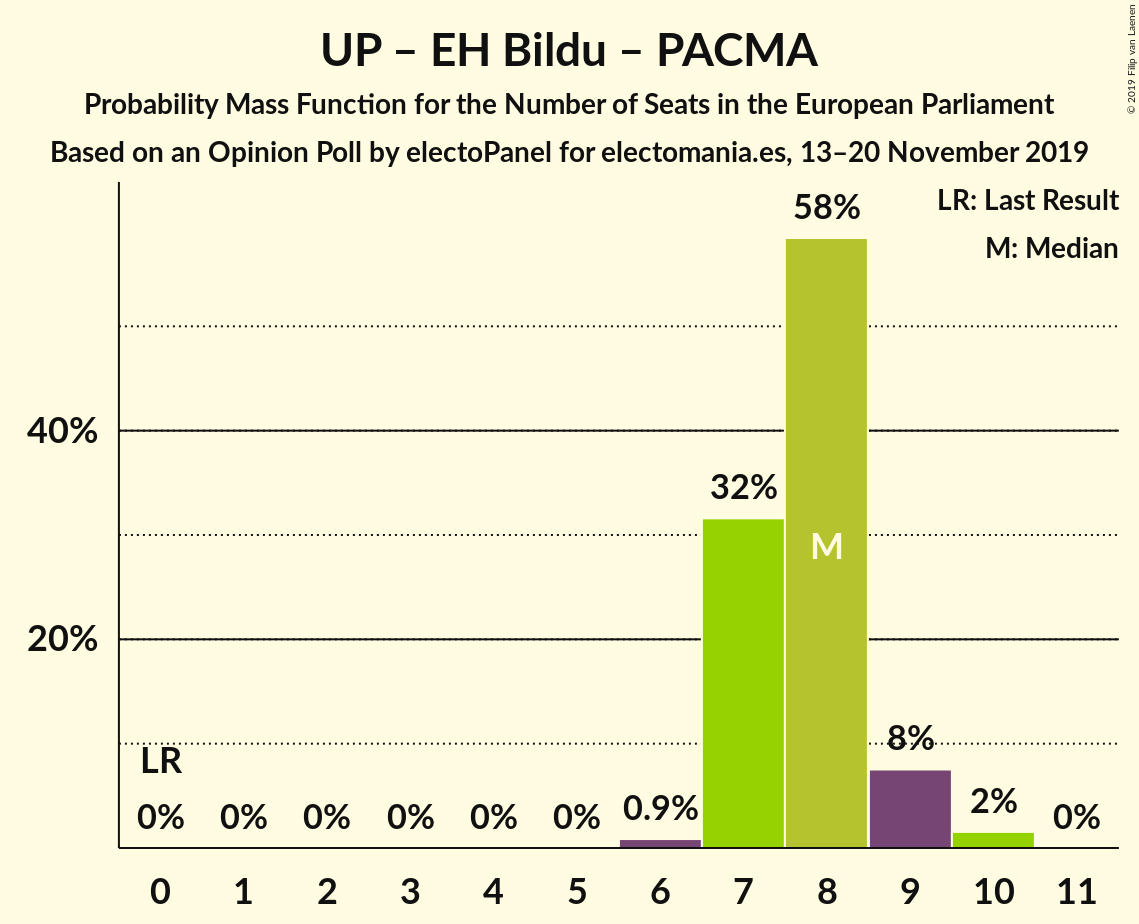 UP – EH Bildu – PACMA
Probability Mass Function for the Number of Seats in the European Parliament
Based on an Opinion Poll by electoPanel for electomania.es, 13–20 November 2019
© 2019 Filip van Laenen
LR: Last Result
M: Median
58%
40%
32%
M
20%
8%
LR
0% 0% 0% 0% 0% 0% 0.9% 2% 0%
0 1 2 3 4 5 6 7 8 9 10 11